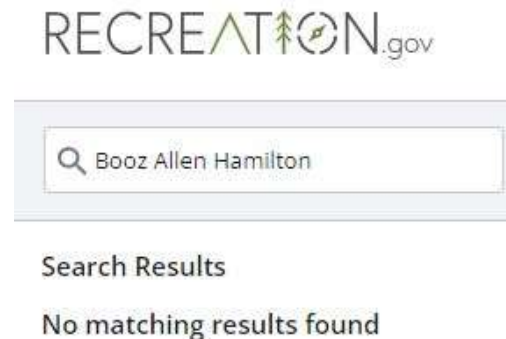 RECREATION.gov
Booz Allen Hamilton
Search Results
No matching results found